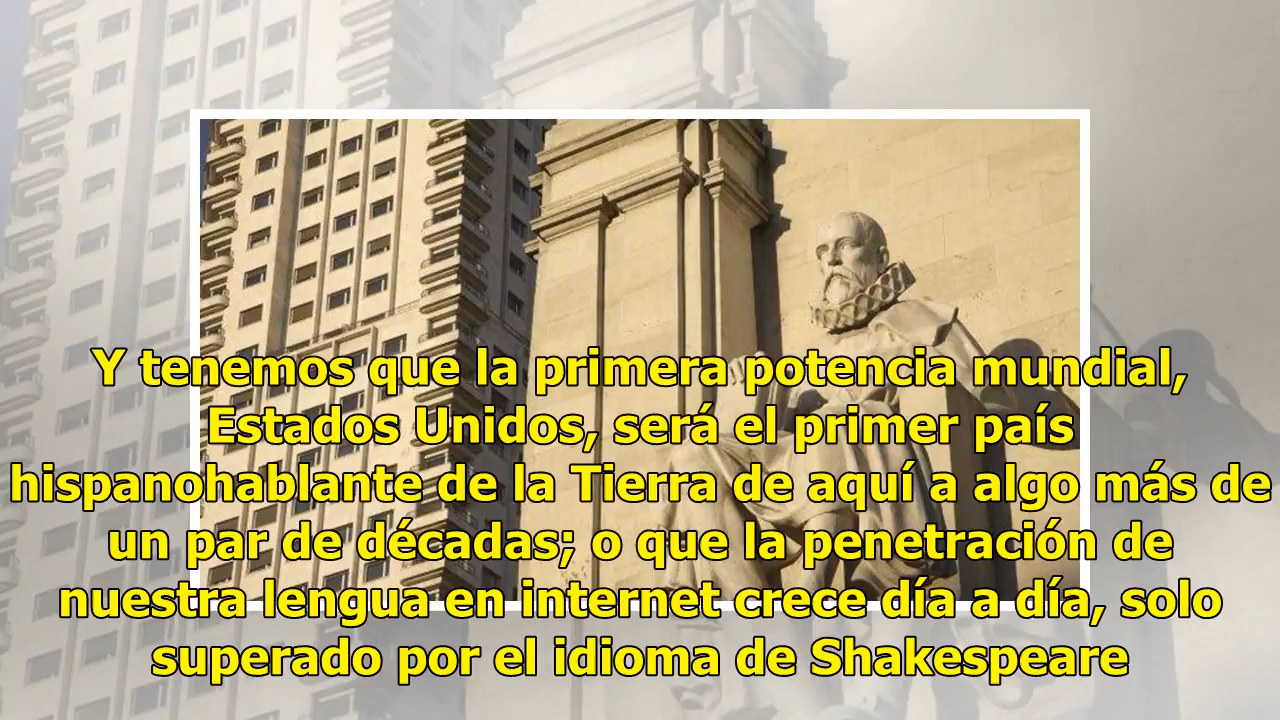 Y tenemos que la primera potencia mundial,
Estados Unidos, será el primer país
hispanohablante de la Tierra de aquí a algo más de
un par de décadas; o que la penetración de
nuestra lengua en internet crece día a día, solo
superado por el idioma de Shakespeare